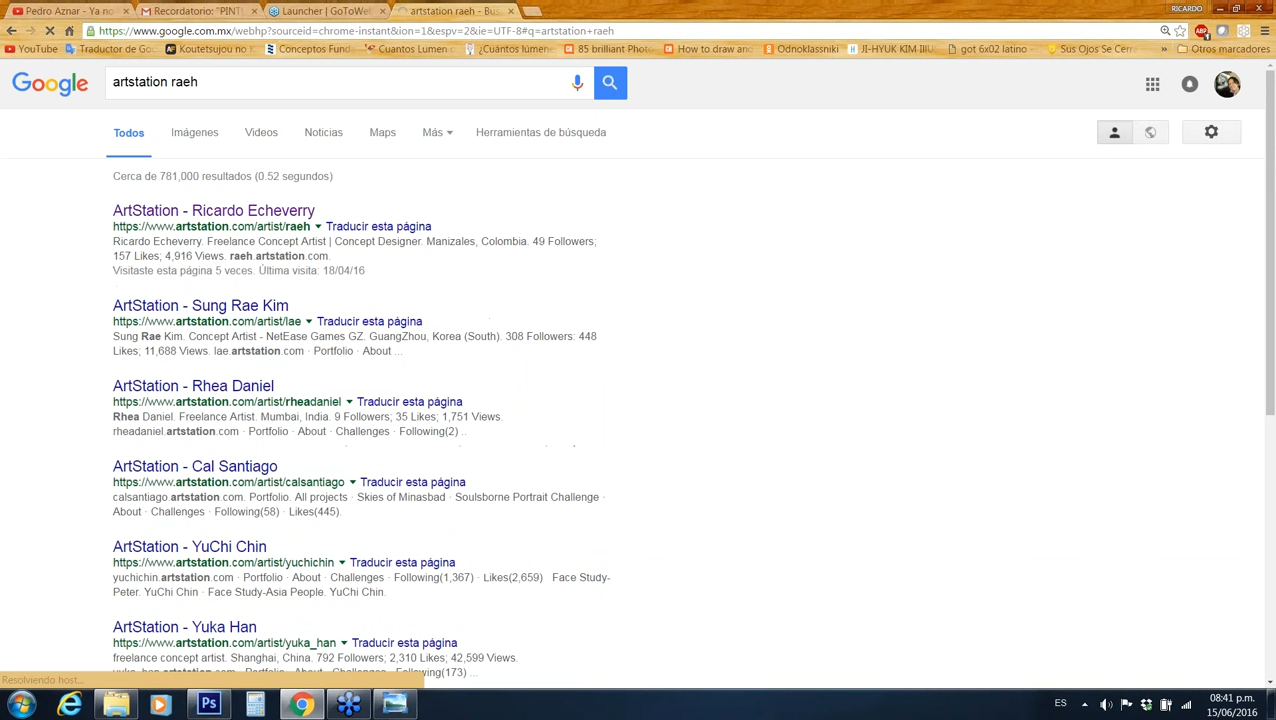 RICARDO
Pedro Aznar - Ya no
Recordatorio: "PINT
Launcher | GoToWe
artstation raeh - Bus
https://www.google.com.mx/webhp?sourceid=chrome-instant&ion=1&espv=2&ie=UTF-8#q=artstation+raeh
YouTube Traductor de Go Koutetsujou no K Conceptos Fund Cuantos Lumen c ¿Cuántos lúmene 85 brilliant Photo How to draw and Odnoklassniki JI-HYUK KIM IIIU got 6x02 latino Sus Ojos Se Cerr » Otros marcadores
Google artstation raeh
Todos Imágenes Videos Noticias Maps Más Herramientas de búsqueda
Cerca de 781,000 resultados (0.52 segundos)
ArtStation - Ricardo Echeverry
https://www.artstation.com/artist/raeh Traducir esta página
Ricardo Echeverry. Freelance Concept Artist | Concept Designer. Manizales, Colombia. 49 Followers;
157 Likes; 4,916 Views. raeh.artstation.com.
Visitaste esta página 5 veces. Última visita: 18/04/16
ArtStation - Sung Rae Kim
https://www.artstation.com/artist/lae Traducir esta página
Sung Rae Kim. Concept Artist - NetEase Games GZ. GuangZhou, Korea (South). 308 Followers: 448
Likes; 11,688 Views. lae.artstation.com · Portfolio · About ...
ArtStation - Rhea Daniel
https://www.artstation.com/artist/rheadaniel Traducir esta página
Rhea Daniel. Freelance Artist. Mumbai, India. 9 Followers; 35 Likes; 1,751 Views.
rheadaniel.artstation.com · Portfolio · About · Challenges · Following(2) ..
ArtStation - Cal Santiago
https://www.artstation.com/artist/calsantiago Traducir esta página
calsantiago.artstation.com. Portfolio. All projects · Skies of Minasbad · Soulsborne Portrait Challenge ·
About · Challenges · Following(58) · Likes(445).
ArtStation - YuChi Chin
https://www.artstation.com/artist/yuchichin Traducir esta página
yuchichin.artstation.com · Portfolio · About · Challenges · Following(1,367) · Likes(2,659) Face Study-
Peter. YuChi Chin · Face Study-Asia People. YuChi Chin.
ArtStation - Yuka Han
https://www.artstation.com/artist/yuka_han Traducir esta página
freelance concept artist. Shanghai, China. 792 Followers; 2,310 Likes; 42,599 Views.
yuka_han.artstation.com · Portfolio · About · Challenges · Following(173) ...
Resolviendo host...
ES 08:41 p.m.
15/06/2016